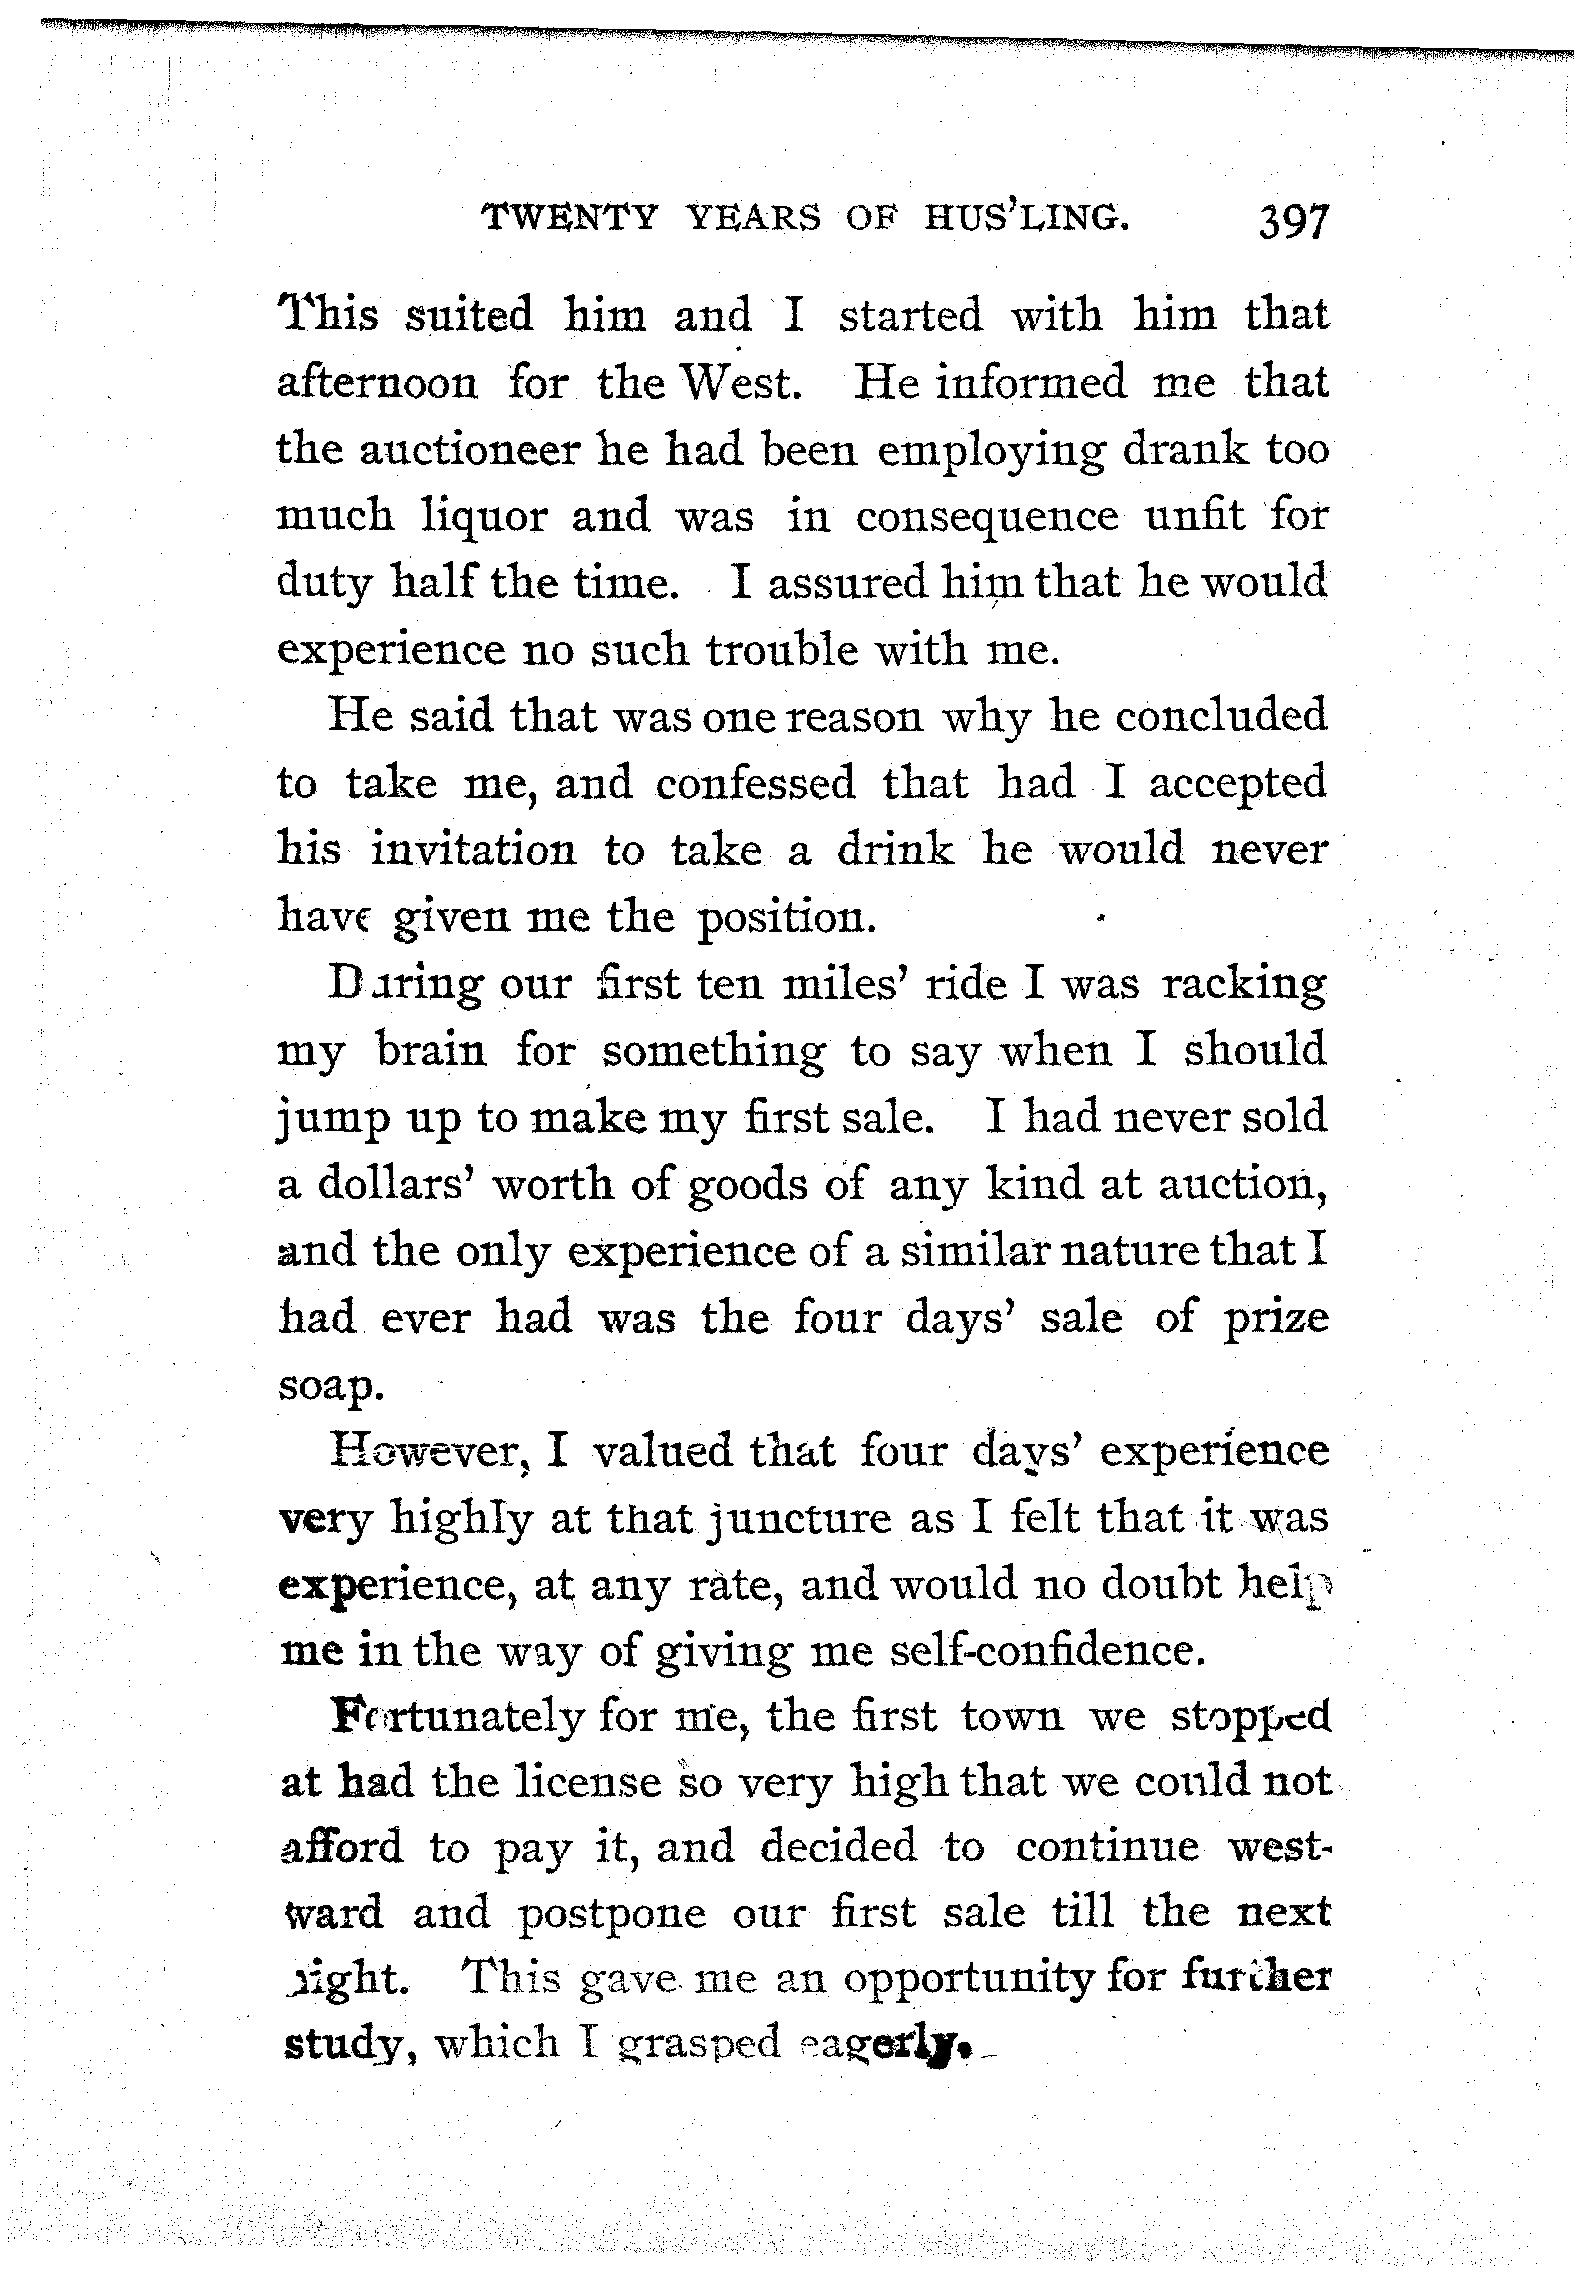 TWENTY YEARS OF HUS'LING. 397
This suited him and I started with him that
afternoon for the West. He informed me that
the auctioneer he had been employing drank too
much liquor and was in consequence unfit for
duty half the time. I assured him that he would
experience no such trouble with me.
He said that was one reason why he concluded
to take me, and confessed that had I accepted
his invitation to take a drink he would never
have given me the position.
During our first ten miles' ride I was racking
my brain for something to say when I should
jump up to make my first sale. I had never sold
a dollars' worth of goods of any kind at auction,
and the only experience of a similar nature that I
had ever had was the four days' sale of prize
soap.
However, I valued that four days' experience
very highly at that juncture as I felt that it was
experience, at any rate, and would no doubt help
me in the way of giving me self-confidence.
Fortunately for me, the first town we stopped
at had the license so very high that we could not
afford to pay it, and decided to continue west-
ward and postpone our first sale till the next
night. This gave me an opportunity for further
study, which I grasped eagerly.